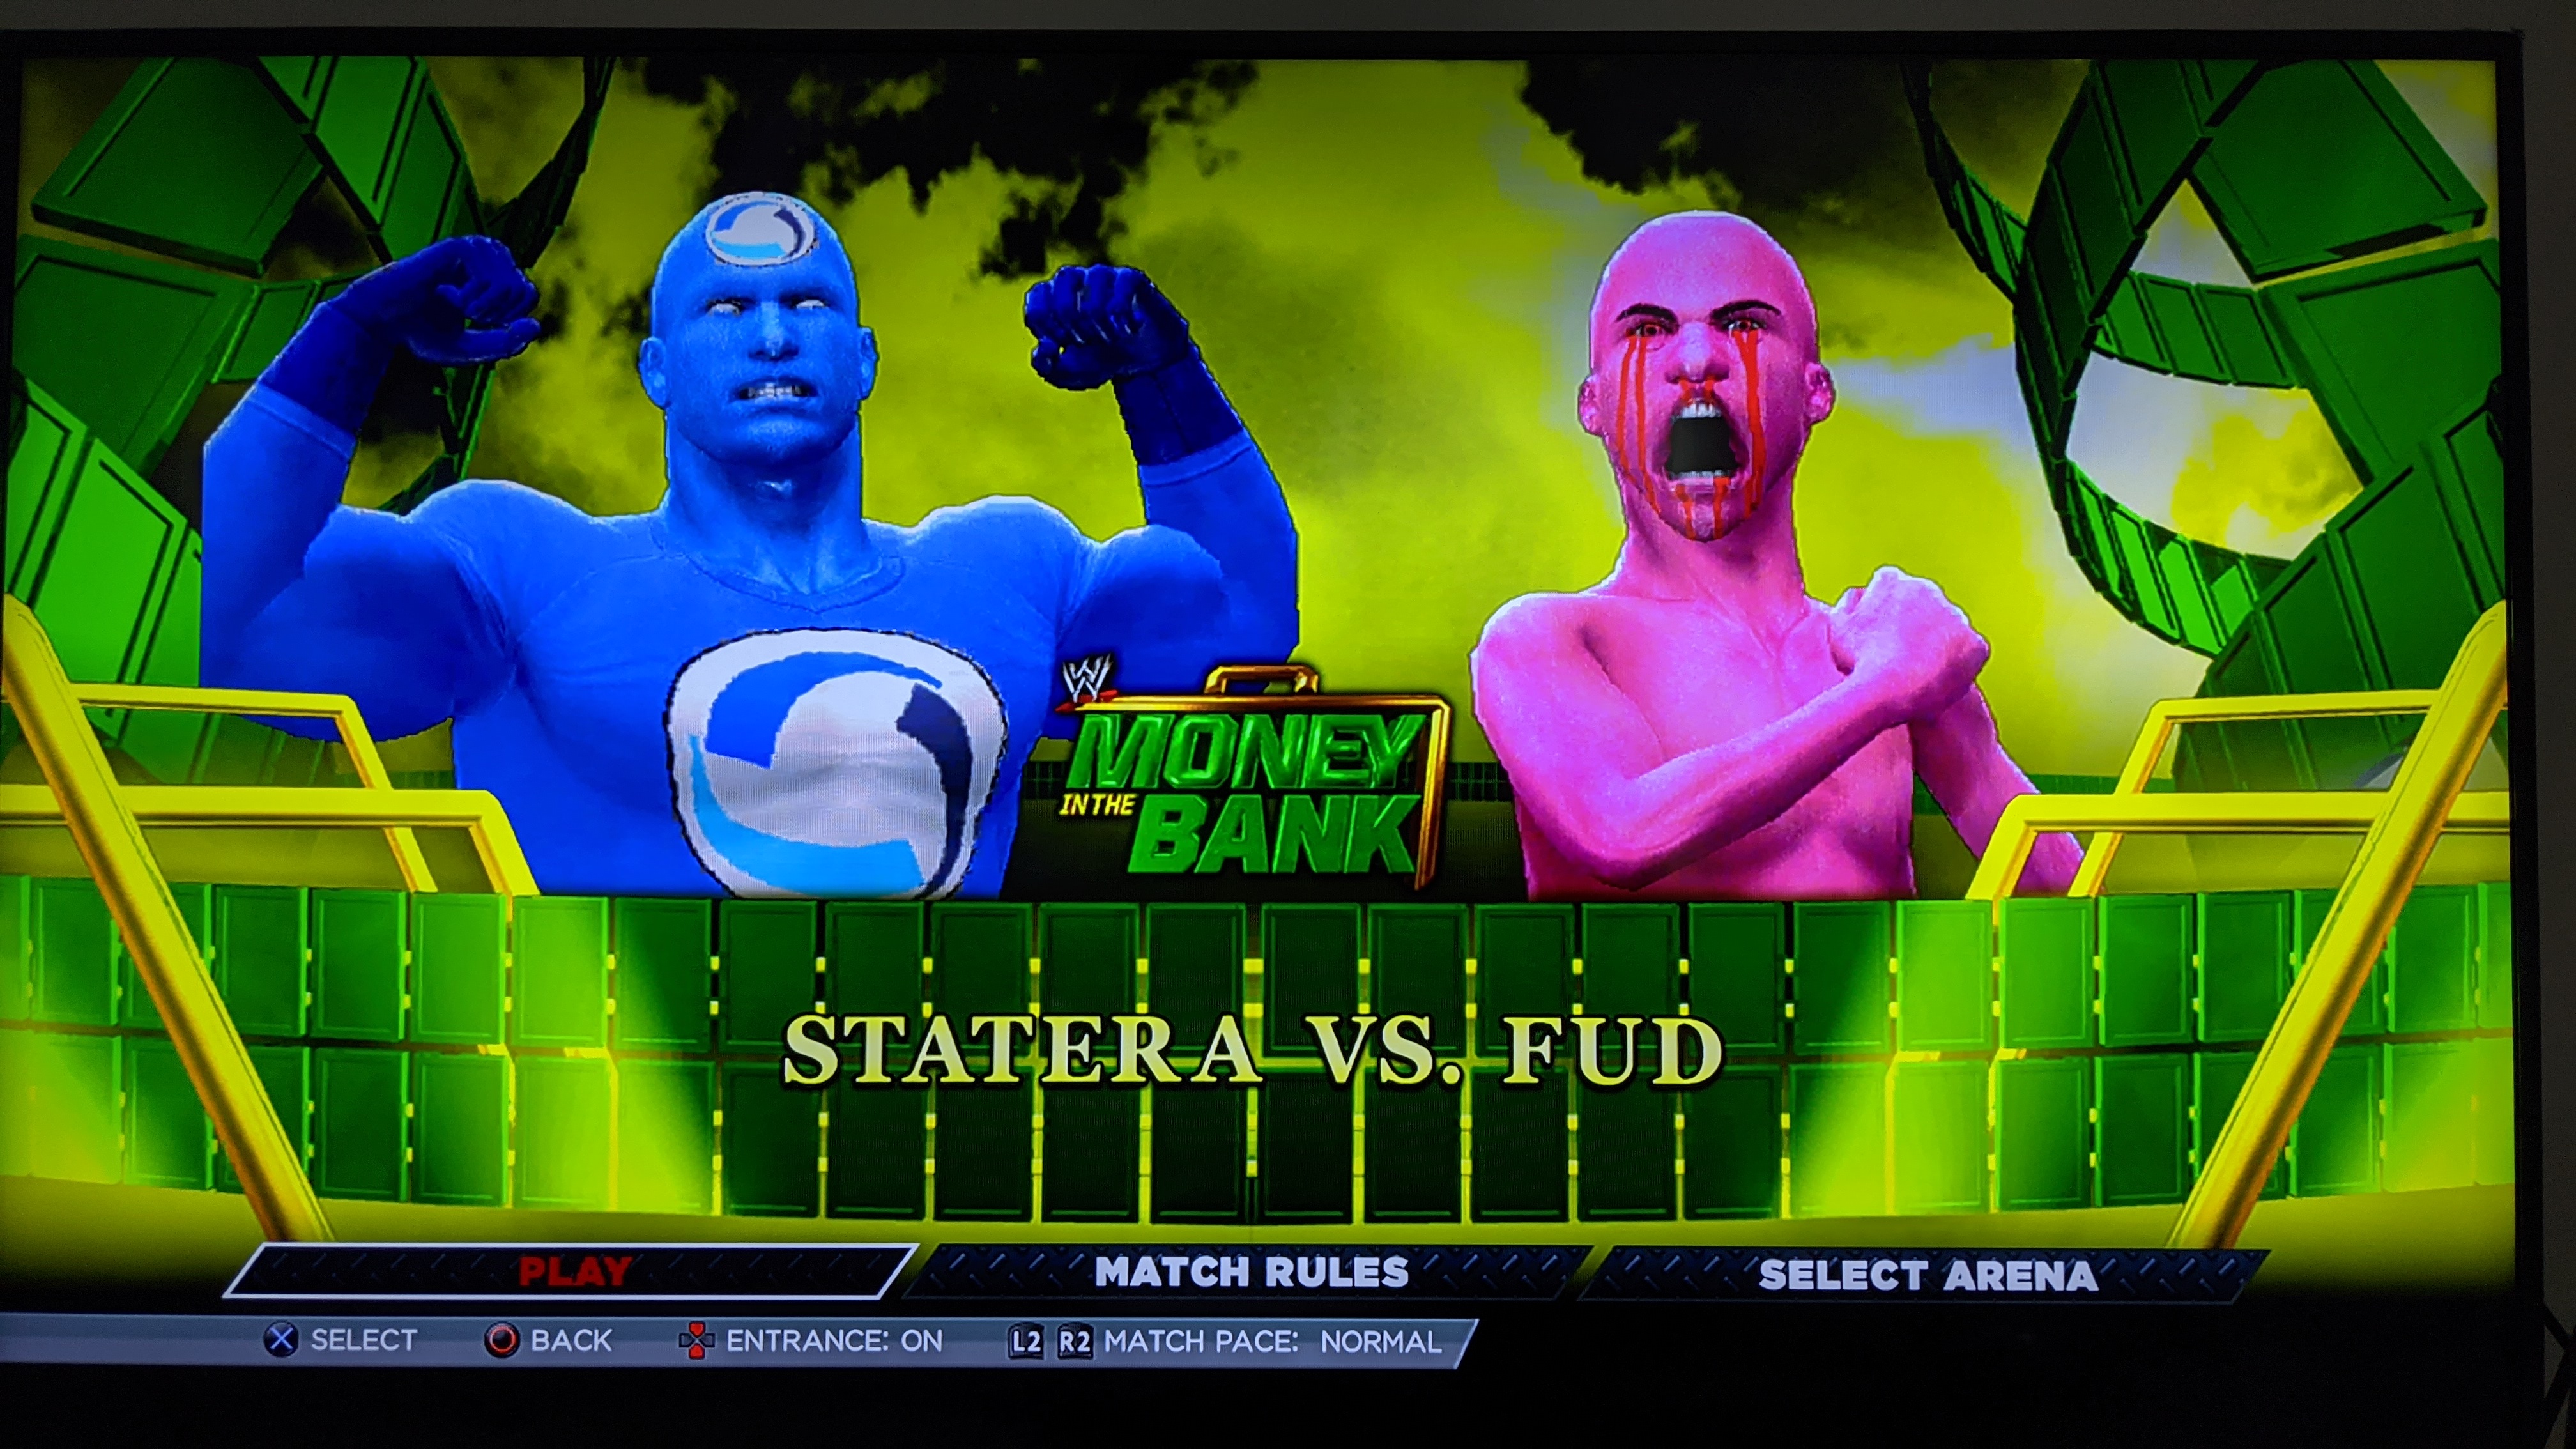 W
MONEY
IN THE
BANK
STATERA VS. FUD
PLAY
MATCH RULES
SELECT ARENA
SELECT
BACK
ENTRANCE: ON
L2 R2 MATCH PACE: NORMAL